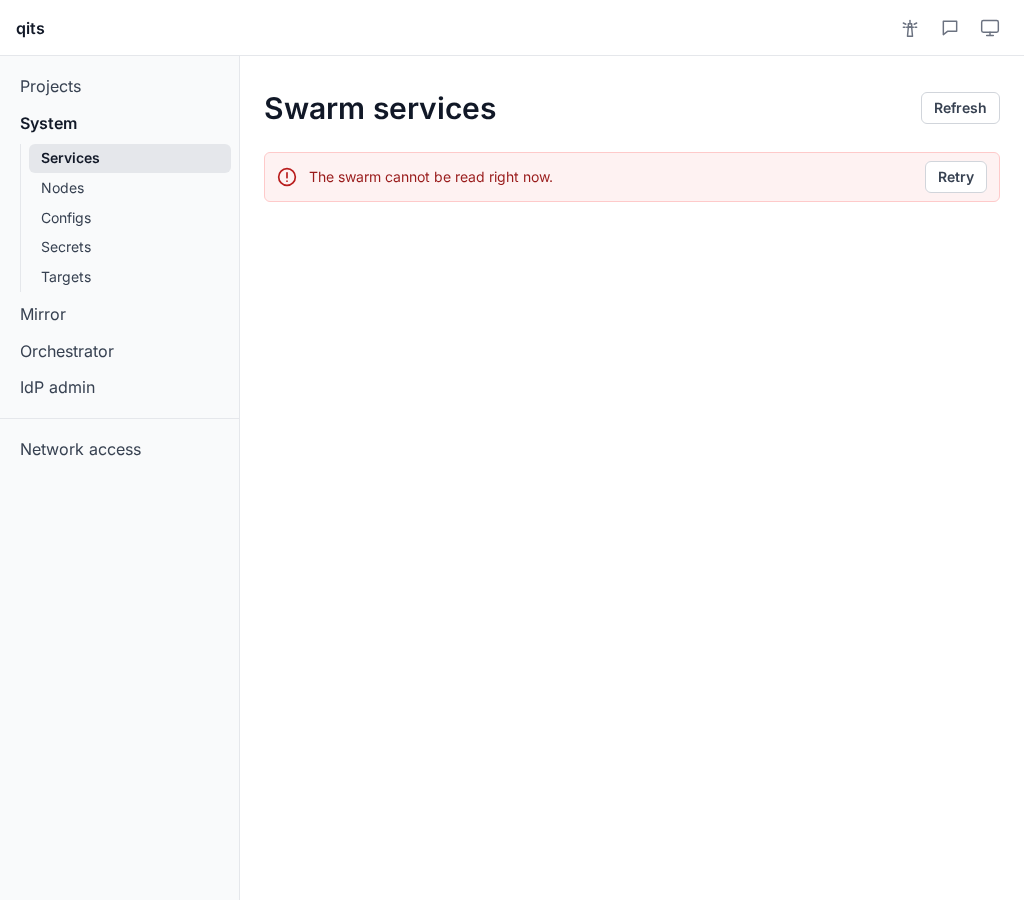 qits
Projects
System
Services
Nodes
Configs
Secrets
Targets
Mirror
Orchestrator
IdP admin
Network access
Swarm services
Refresh
The swarm cannot be read right now.
Retry